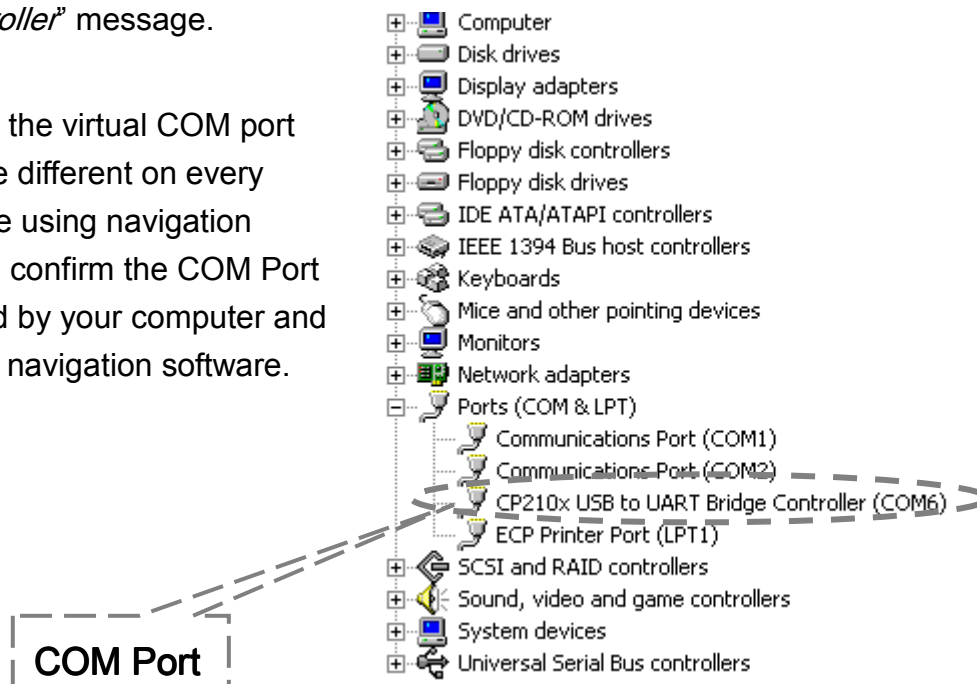 roller” message.
the virtual COM port
e different on every
e using navigation
confirm the COM Port
d by your computer and
navigation software.
Computer
Disk drives
Display adapters
DVD/CD-ROM drives
Floppy disk controllers
Floppy disk drives
IDE ATA/ATAPI controllers
IEEE 1394 Bus host controllers
Keyboards
Mice and other pointing devices
Monitors
Network adapters
Ports (COM & LPT)
Communications Port (COM1)
Communications Port (COM2)
CP210x USB to UART Bridge Controller (COM6)
ECP Printer Port (LPT1)
SCSI and RAID controllers
Sound, video and game controllers
System devices
Universal Serial Bus controllers
COM Port